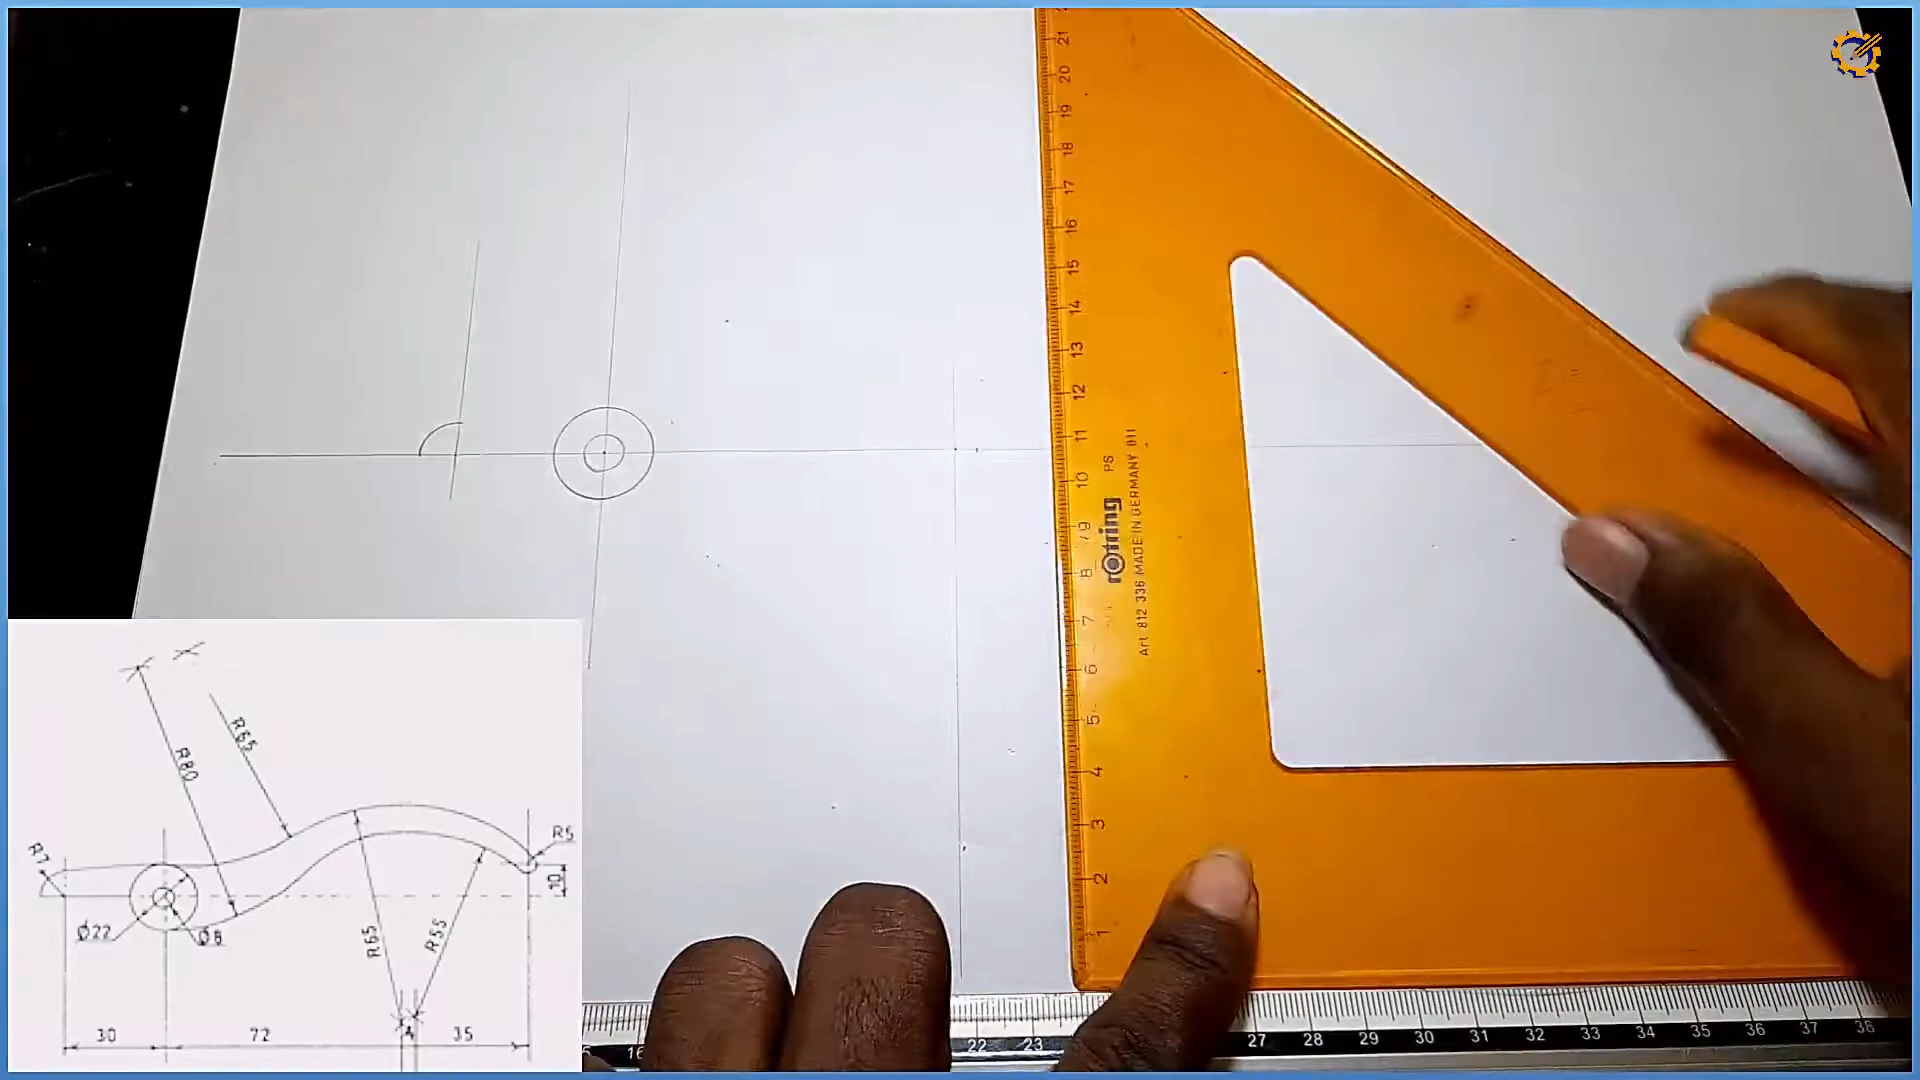 21
20
19
18
17
16
15
14
13
12
11
10
9
8
7
6
5
4
3
2
1
rotring PS
Art 812 336 MADE IN GERMANY 011
R65
R80
R7
R5
10
Ø22
Ø8
R65
R55
30
72
4
35
16
22 23 27 28 29 30 31 32 33 34 35 36 37 38